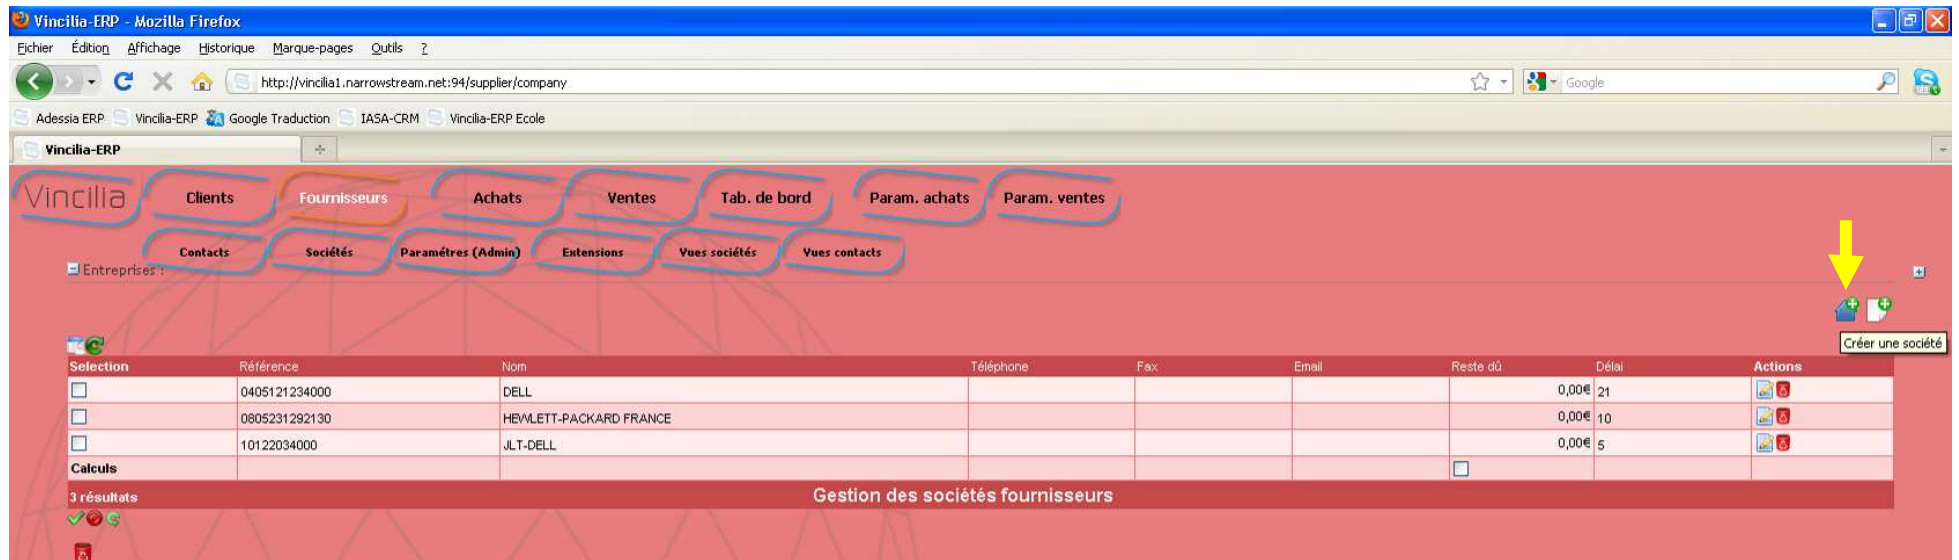 Vincilia-ERP - Mozilla Firefox
Fichier Édition Affichage Historique Marque-pages Outils ?
http://vincilia1.narrowstream.net:94/supplier/company Google
Adessia ERP Vincilia-ERP Google Traduction IASA-CRM Vincilia-ERP Ecole
Vincilia-ERP
Vincilia Clients Fournisseurs Achats Ventes Tab. de bord Param. achats Param. ventes
Contacts Sociétés Paramétres (Admin) Extensions Vues sociétés Vues contacts
Entreprises :
Créer une société
Selection Référence Nom Téléphone Fax Email Reste dû Délai Actions
0405121234000 DELL 0,00€ 21
0805231292130 HEWLETT-PACKARD FRANCE 0,00€ 10
10122034000 JLT-DELL 0,00€ 5
Calculs
3 résultats Gestion des sociétés fournisseurs